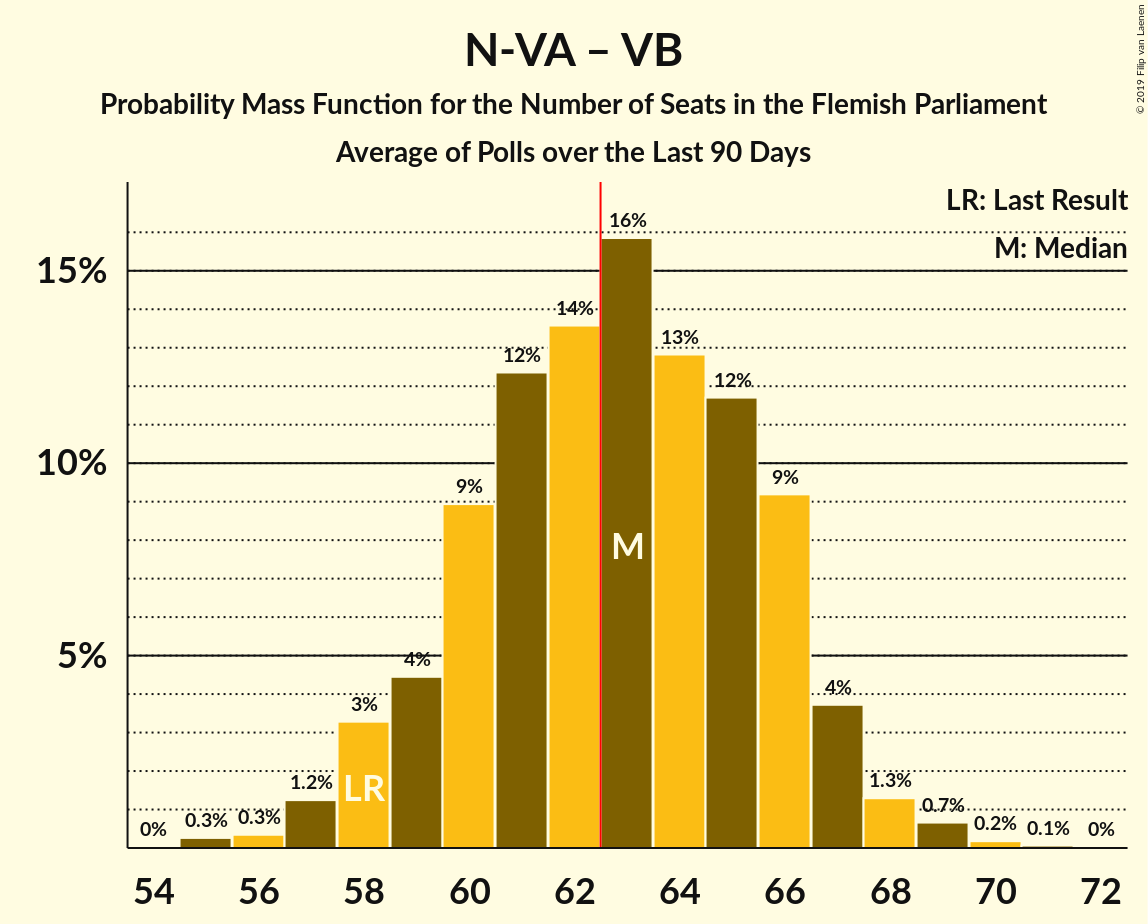 N-VA – VB
Probability Mass Function for the Number of Seats in the Flemish Parliament
Average of Polls over the Last 90 Days
© 2019 Filip van Laenen
LR: Last Result
M: Median
15%
10%
5%
0%
0.3%
0.3%
1.2%
3%
4%
9%
12%
14%
16%
13%
12%
9%
4%
1.3%
0.7%
0.2%
0.1%
0%
LR
M
54 56 58 60 62 64 66 68 70 72